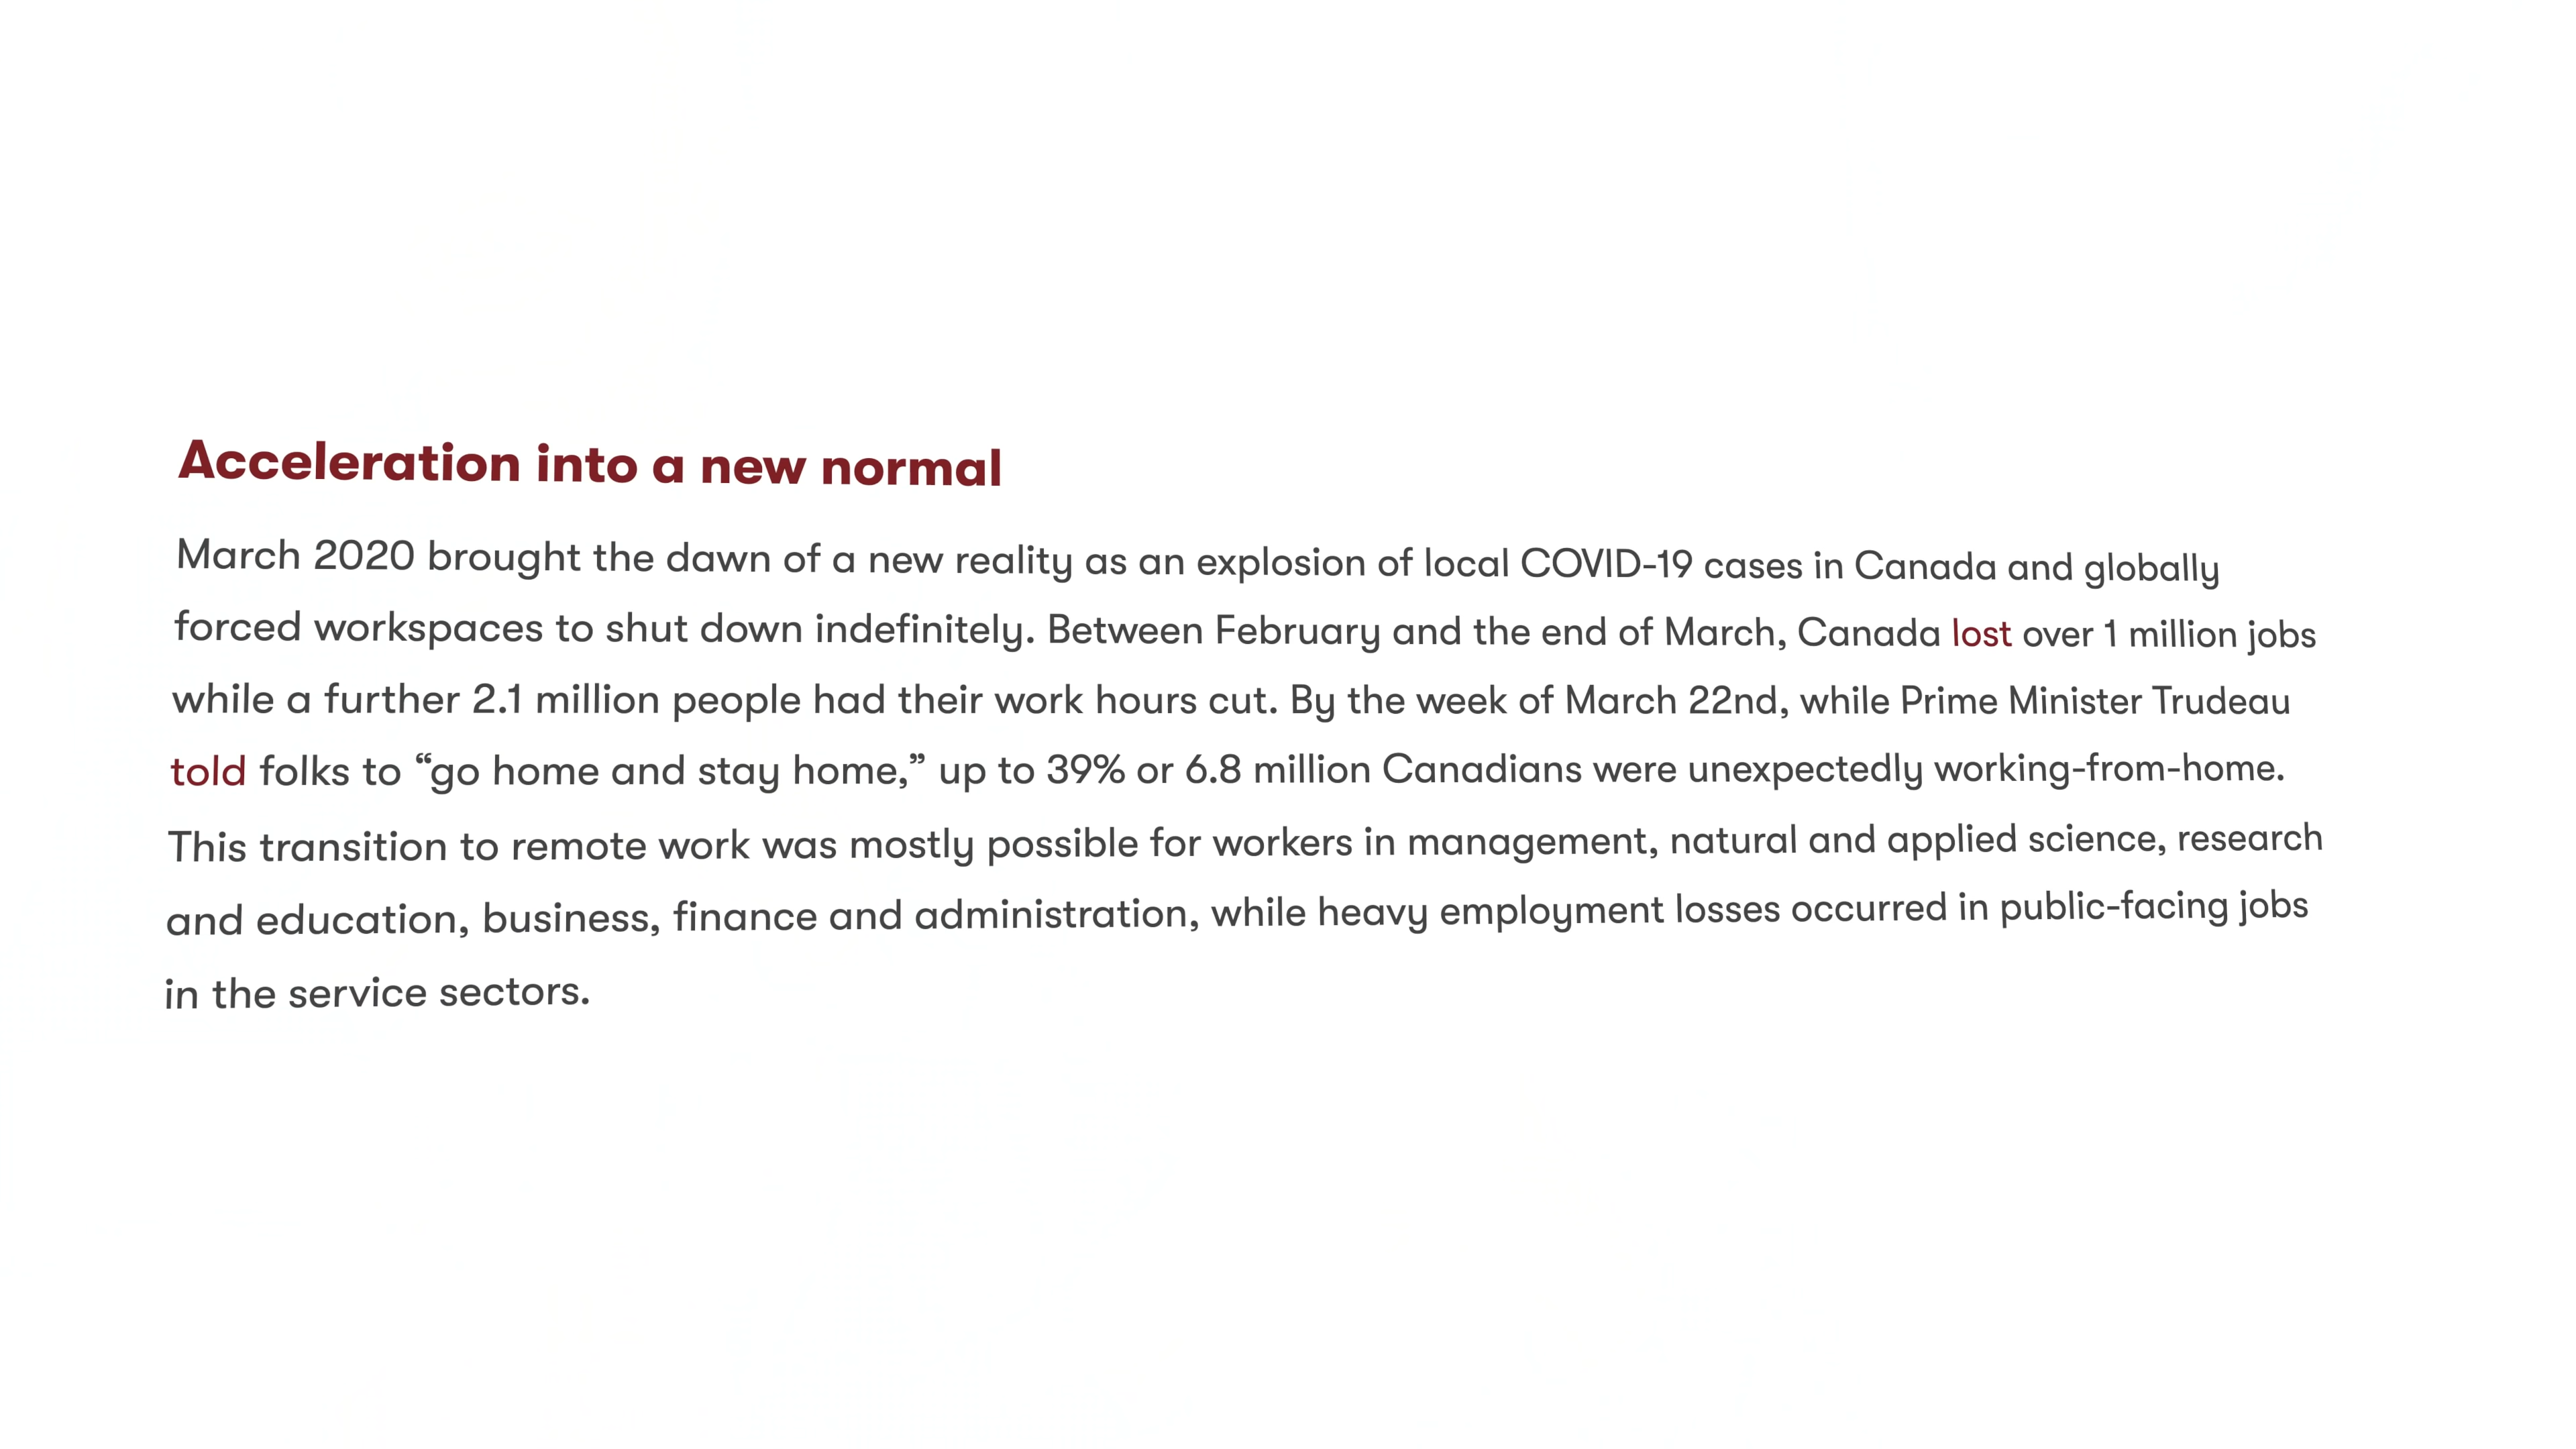 Acceleration into a new normal
March 2020 brought the dawn of a new reality as an explosion of local COVID-19 cases in Canada and globally
forced workspaces to shut down indefinitely. Between February and the end of March, Canada lost over 1 million jobs
while a further 2.1 million people had their work hours cut. By the week of March 22nd, while Prime Minister Trudeau
told folks to “go home and stay home,” up to 39% or 6.8 million Canadians were unexpectedly working-from-home.
This transition to remote work was mostly possible for workers in management, natural and applied science, research
and education, business, finance and administration, while heavy employment losses occurred in public-facing jobs
in the service sectors.